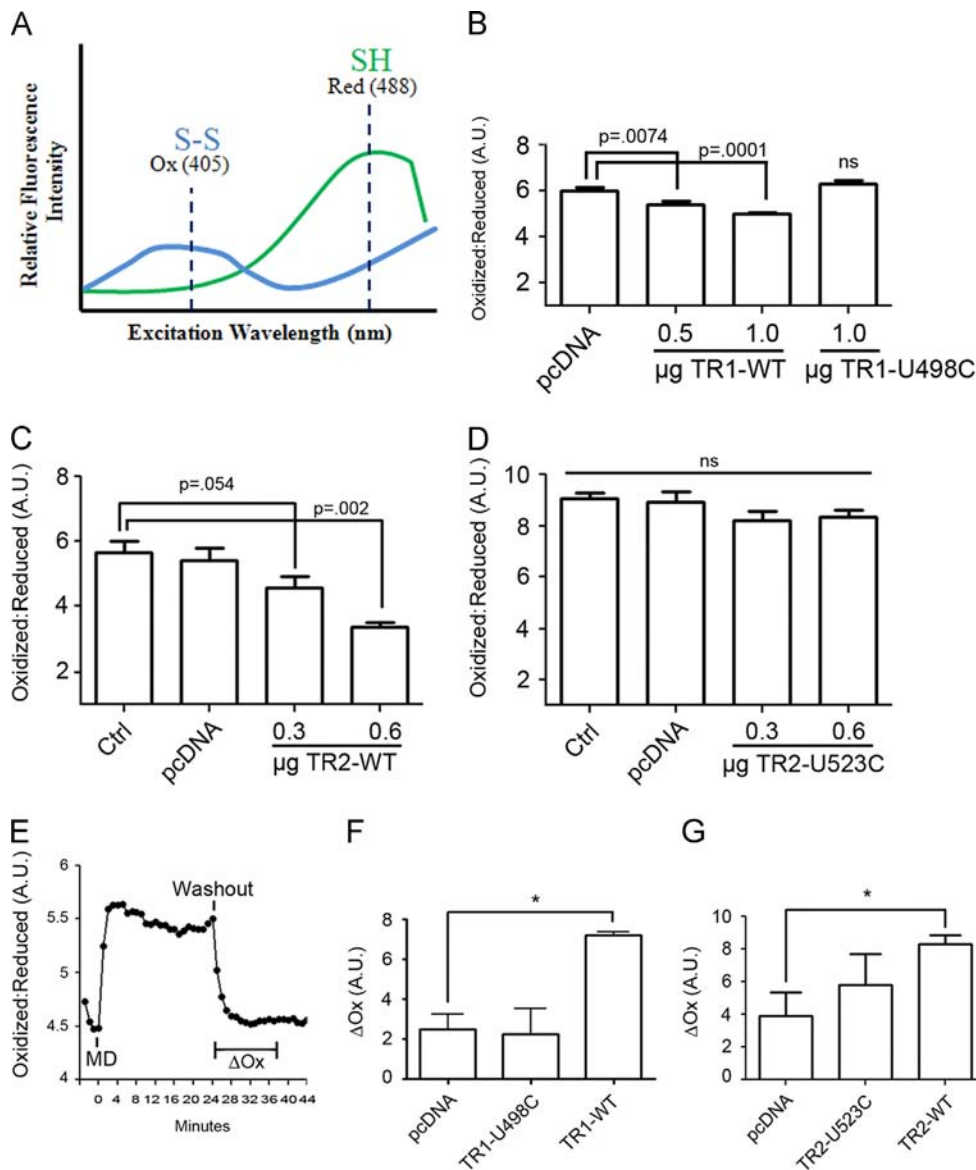 A
Relative Fluorescence
Intensity
S-S
Ox (405)
SH
Red (488)
Excitation Wavelength (nm)
B
Oxidized:Reduced (A.U.)
8
6
4
2
p=.0074
p=.0001
ns
pcDNA
0.5
1.0
1.0
µg TR1-WT
µg TR1-U498C
C
Oxidized:Reduced (A.U.)
8
6
4
2
p=.054
p=.002
Ctrl
pcDNA
0.3
0.6
µg TR2-WT
D
Oxidized:Reduced (A.U.)
10
8
6
4
2
ns
Ctrl
pcDNA
0.3
0.6
µg TR2-U523C
E
Oxidized:Reduced (A.U.)
6
5.5
5
4.5
4
Washout
MD
ΔOx
0 4 8 12 16 20 24 28 32 36 40 44
Minutes
F
ΔOx (A.U.)
8
6
4
2
0
*
pcDNA
TR1-U498C
TR1-WT
G
ΔOx (A.U.)
10
8
6
4
2
0
*
pcDNA
TR2-U523C
TR2-WT